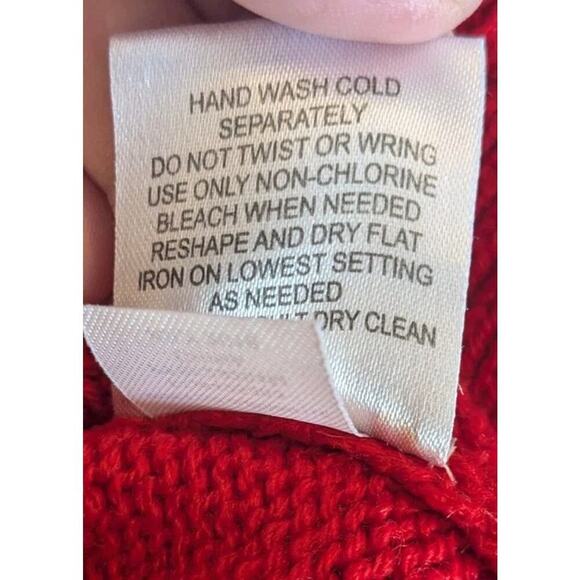 HAND WASH COLD
SEPARATELY
DO NOT TWIST OR WRING
USE ONLY NON-CHLORINE
BLEACH WHEN NEEDED
RESHAPE AND DRY FLAT
IRON ON LOWEST SETTING
AS NEEDED
DRY CLEAN